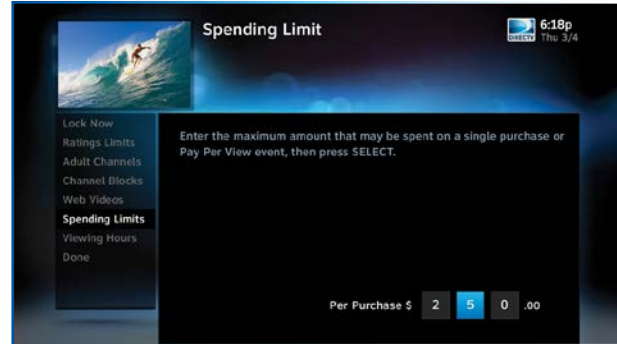 Spending Limit
DIRECTV
6:18p
Thu 3/4
Lock Now
Ratings Limits
Adult Channels
Channel Blocks
Web Videos
Spending Limits
Viewing Hours
Done
Enter the maximum amount that may be spent on a single purchase or
Pay Per View event, then press SELECT.
Per Purchase $ 2 5 0 .00